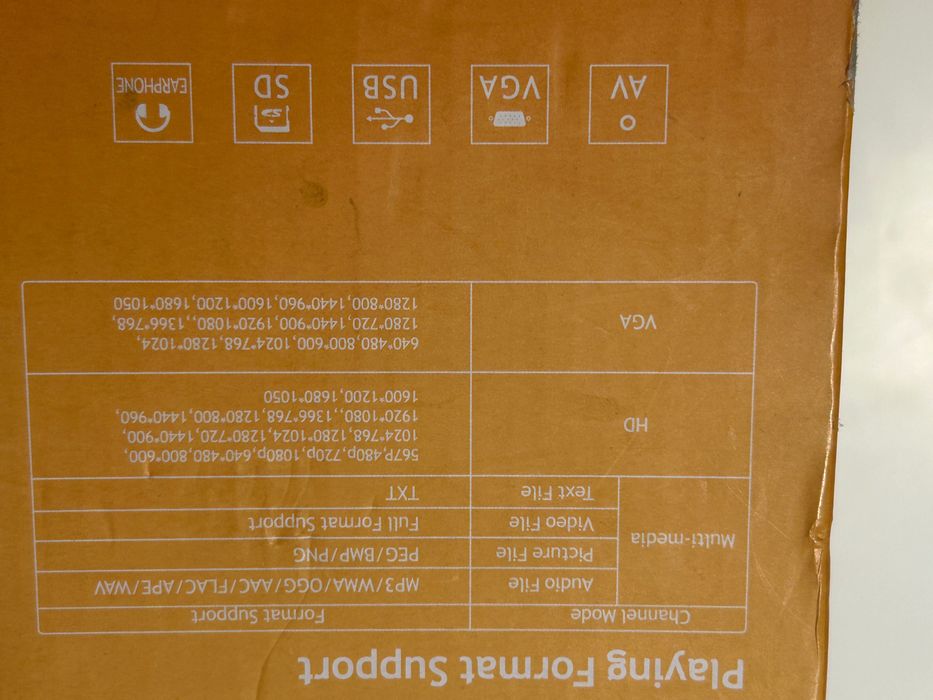 Playing Format Support
Channel Mode Format Support
Multi-media
Audio File MP3/WMA/OGG/AAC/FLAC/APE/WAV
Picture File PEG/BMP/PNG
Video File Full Format Support
Text File TXT
HD
567P,480p,720p,1080p,640*480,800*600,
1024*768,1280*1024,1280*720,1440*900,
1920*1080,,1366*768,1280*800,1440*960,
1600*1200,1680*1050
VGA
640*480,800*600,1024*768,1280*1024,
1280*720,1440*900,1920*1080,,1366*768,
1280*800,1440*960,1600*1200,1680*1050
SD
AV VGA USB SD EARPHONE